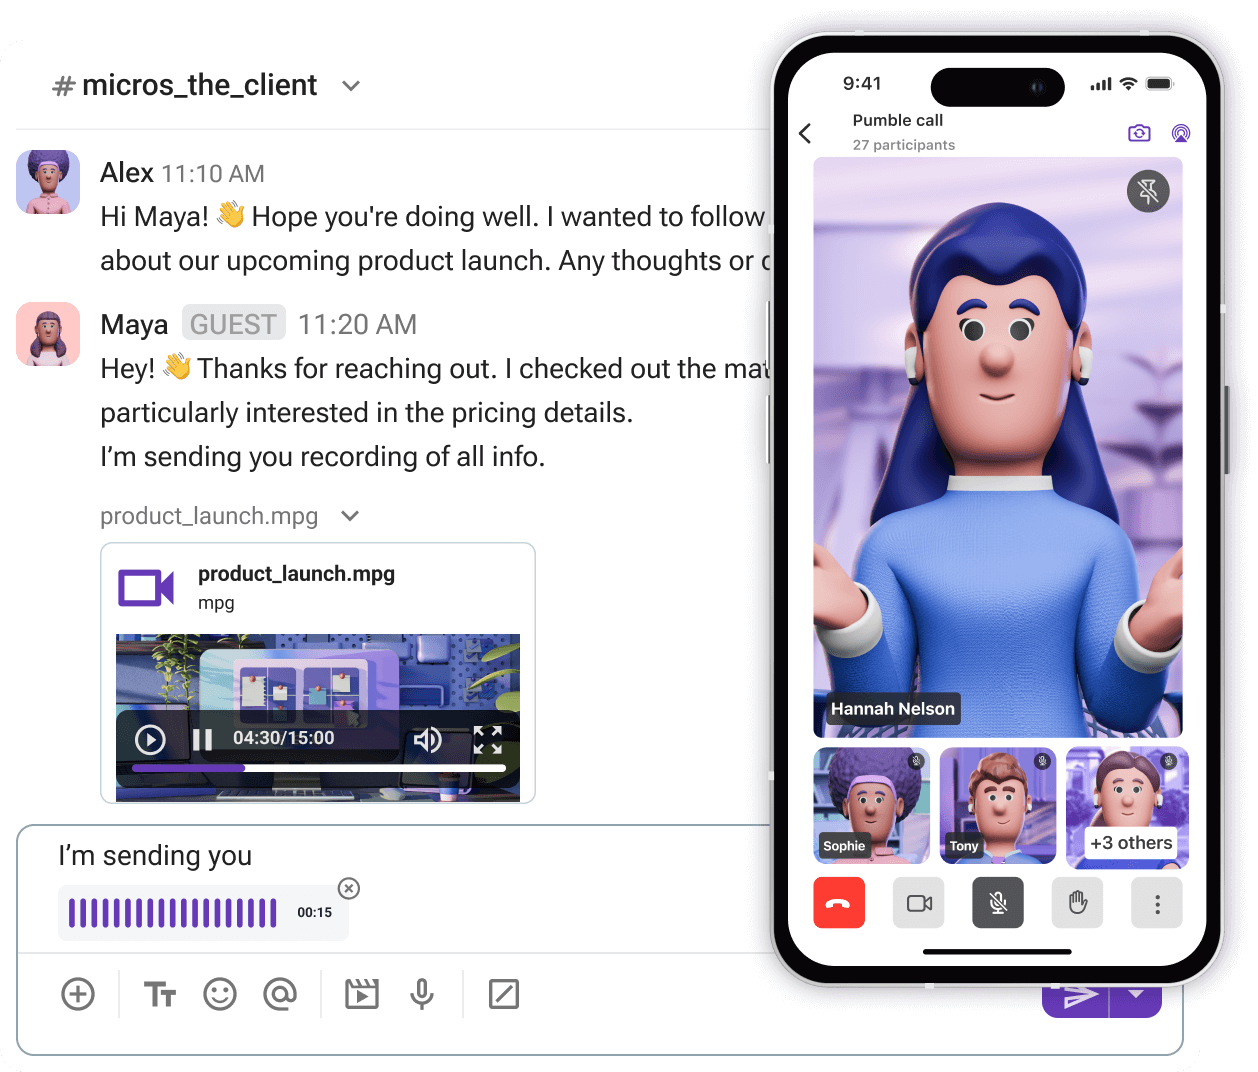 # micros_the_client
Alex 11:10 AM
Hi Maya! 👋 Hope you're doing well. I wanted to follow
about our upcoming product launch. Any thoughts or
Maya GUEST 11:20 AM
Hey! 👋 Thanks for reaching out. I checked out the
particularly interested in the pricing details.
I’m sending you recording of all info.
product_launch.mpg
product_launch.mpg
mpg
04:30/15:00
I’m sending you
00:15
TT
@
9:41
Pumble call
27 participants
Hannah Nelson
Sophie
Tony
+3 others